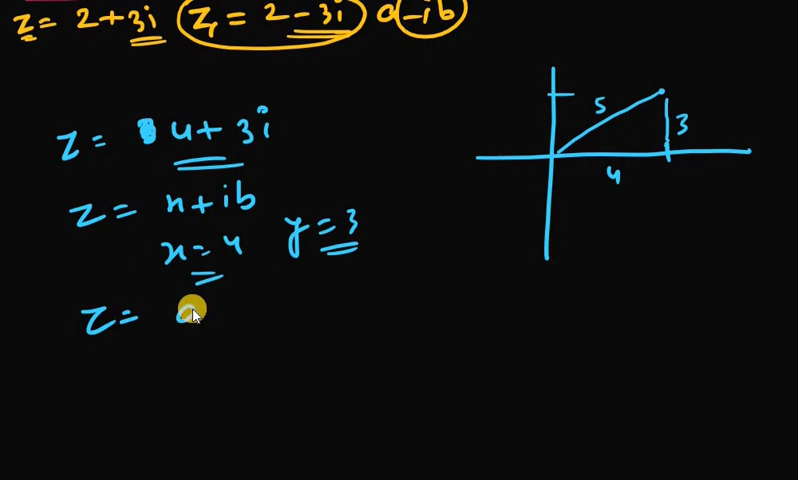 z = 2 + 3i z₁ = 2 - 3i a - ib
z = 4 + 3i
z = x + ib
x = 4 y = 3
z = a
5
3
4